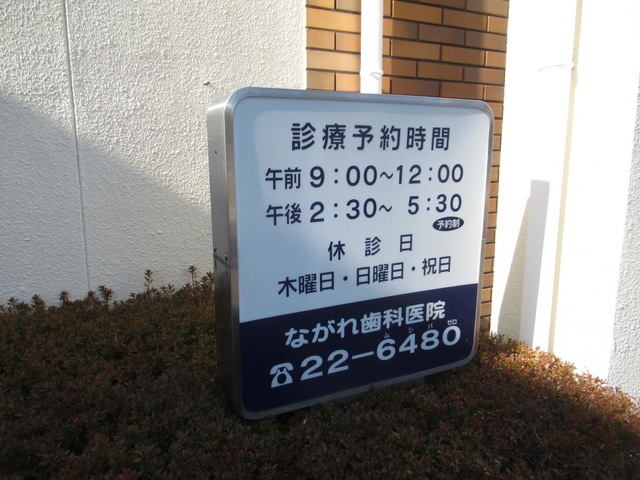 診療予約時間
午前 9:00〜12:00
午後 2:30〜 5:30
予約制
休診日
木曜日・日曜日・祝日
ながれ歯科医院
ムシバゼロ
☎22-6480